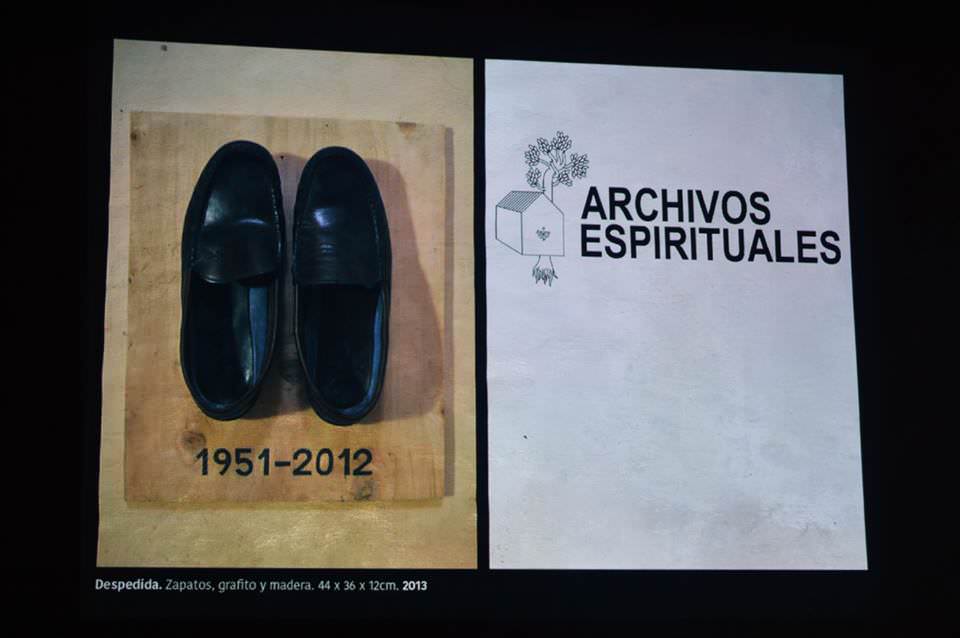 1951-2012
ARCHIVOS
ESPIRITUALES
Despedida. Zapatos, grafito y madera. 44 x 36 x 12cm. 2013